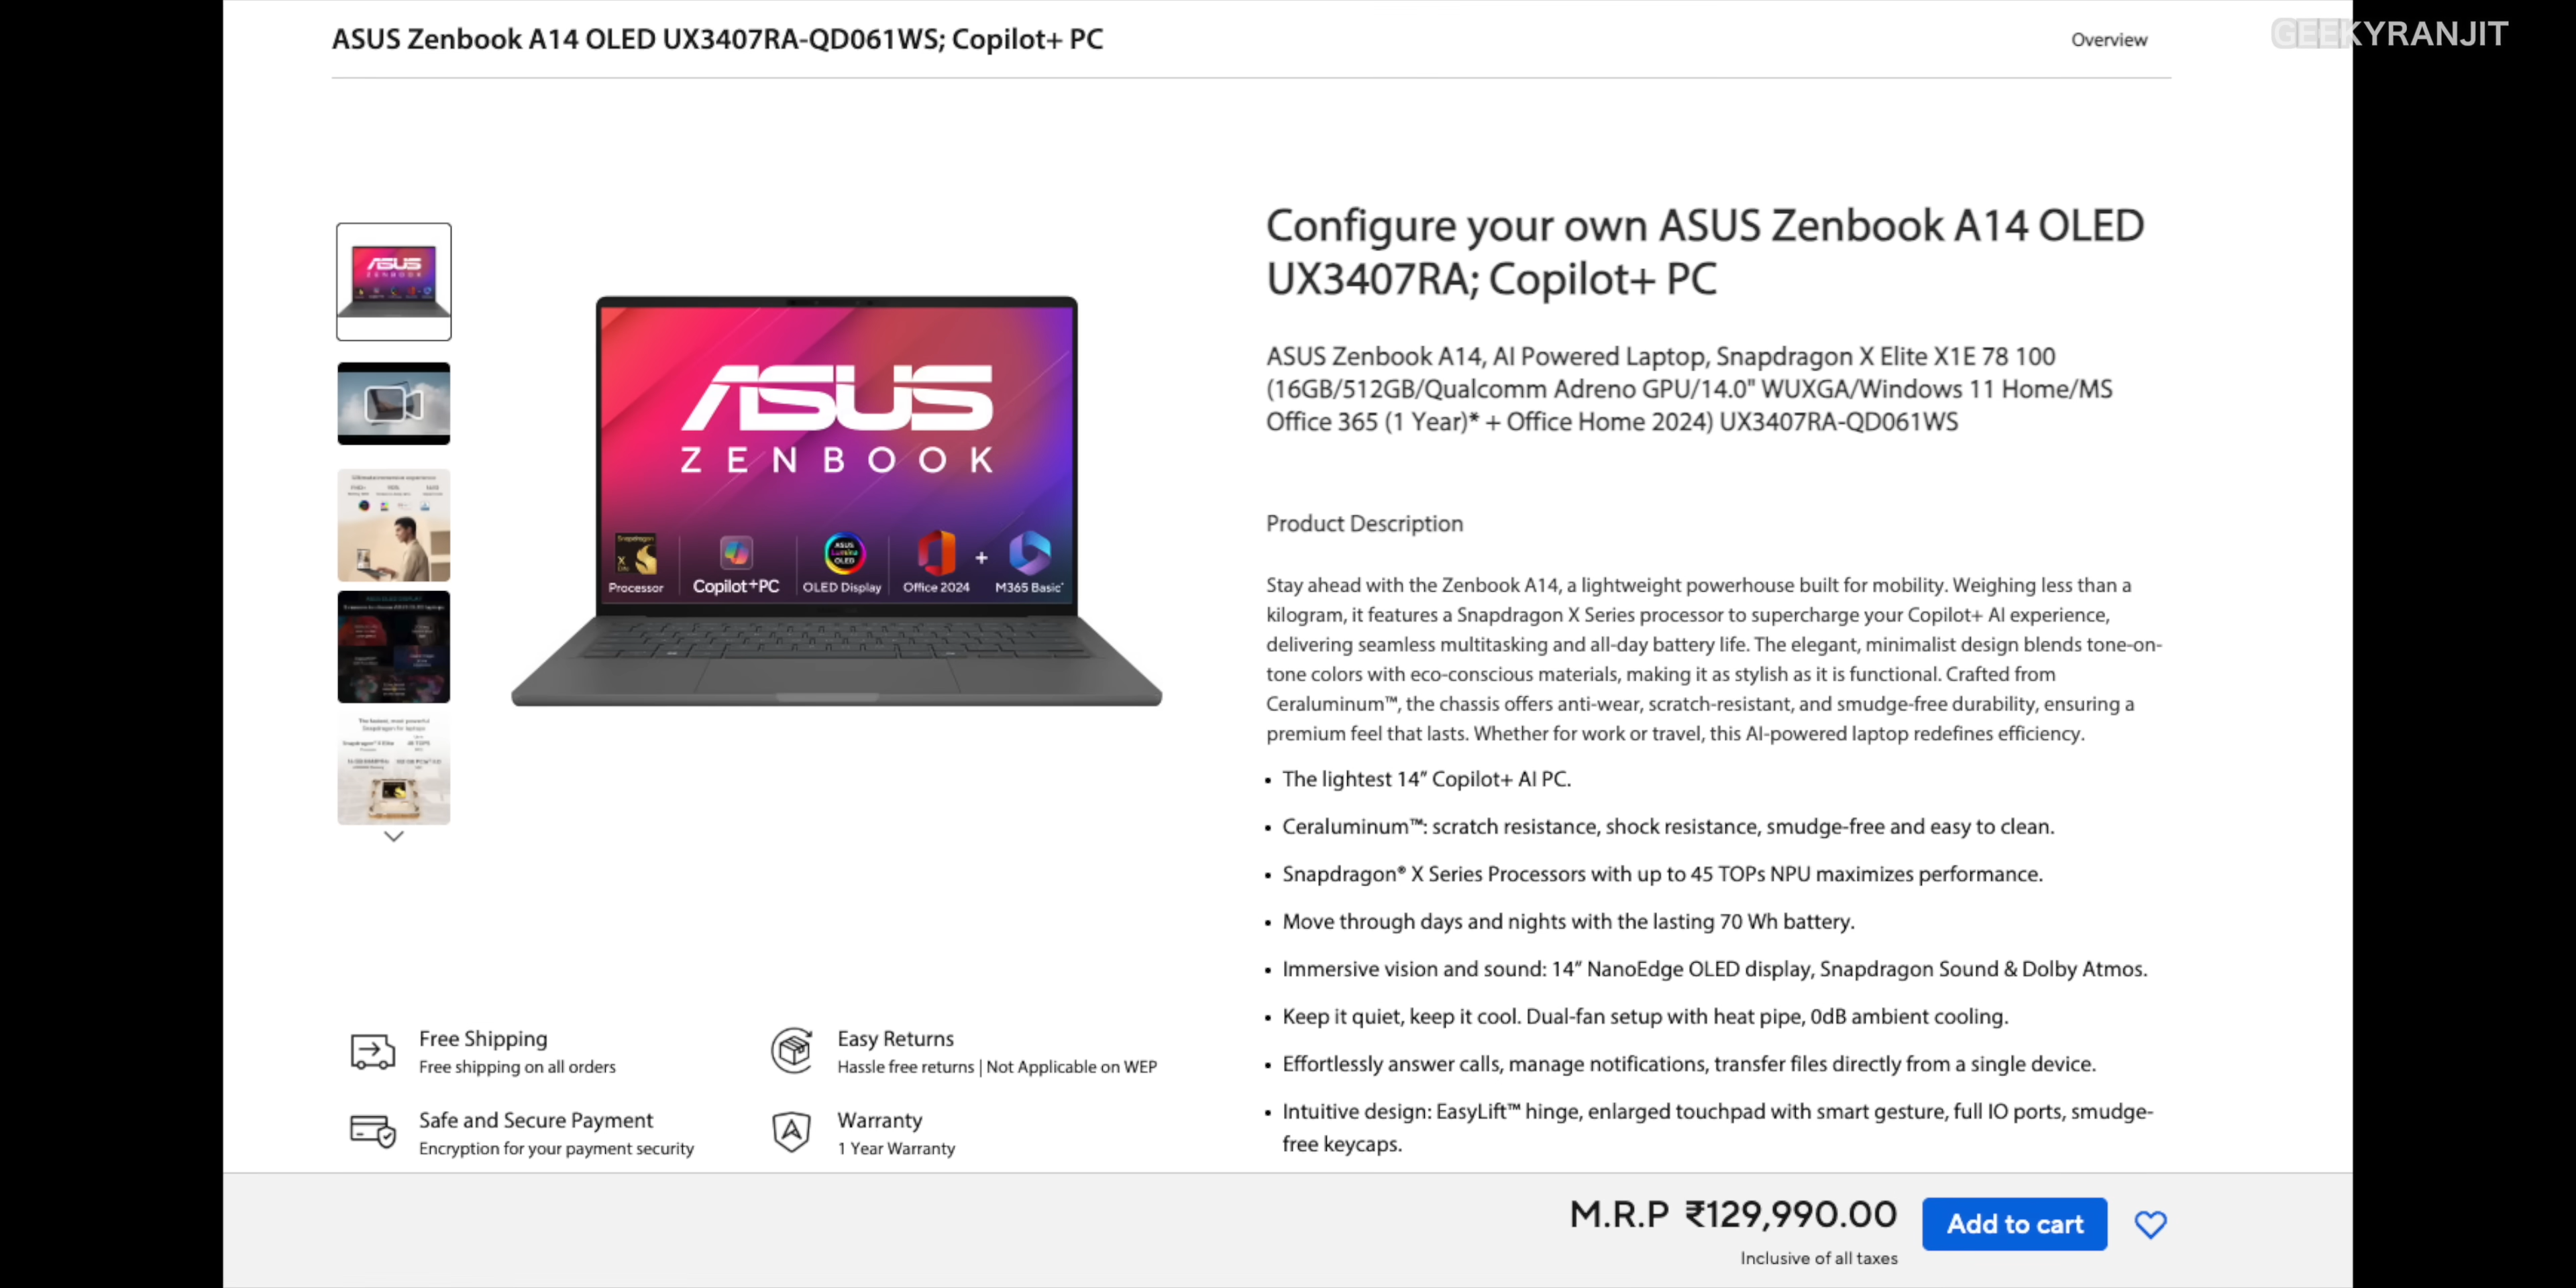 ASUS Zenbook A14 OLED UX3407RA-QD061WS; Copilot+ PC
Overview
GEEKYRANJIT
ASUS
ZENBOOK
ASUS
ZENBOOK
Snapdragon
X
Elite
Processor
Copilot+PC
ASUS
Lumina
OLED
OLED Display
Office 2024
+
M365 Basic*
The fastest, most powerful
Snapdragon for laptops
Configure your own ASUS Zenbook A14 OLED
UX3407RA; Copilot+ PC
ASUS Zenbook A14, AI Powered Laptop, Snapdragon X Elite X1E 78 100
(16GB/512GB/Qualcomm Adreno GPU/14.0" WUXGA/Windows 11 Home/MS
Office 365 (1 Year)* + Office Home 2024) UX3407RA-QD061WS
Product Description
Stay ahead with the Zenbook A14, a lightweight powerhouse built for mobility. Weighing less than a
kilogram, it features a Snapdragon X Series processor to supercharge your Copilot+ AI experience,
delivering seamless multitasking and all-day battery life. The elegant, minimalist design blends tone-on-
tone colors with eco-conscious materials, making it as stylish as it is functional. Crafted from
Ceraluminum™, the chassis offers anti-wear, scratch-resistant, and smudge-free durability, ensuring a
premium feel that lasts. Whether for work or travel, this AI-powered laptop redefines efficiency.
• The lightest 14” Copilot+ AI PC.
• Ceraluminum™: scratch resistance, shock resistance, smudge-free and easy to clean.
• Snapdragon® X Series Processors with up to 45 TOPs NPU maximizes performance.
• Move through days and nights with the lasting 70 Wh battery.
• Immersive vision and sound: 14” NanoEdge OLED display, Snapdragon Sound & Dolby Atmos.
• Keep it quiet, keep it cool. Dual-fan setup with heat pipe, 0dB ambient cooling.
• Effortlessly answer calls, manage notifications, transfer files directly from a single device.
• Intuitive design: EasyLift™ hinge, enlarged touchpad with smart gesture, full IO ports, smudge-
free keycaps.
Free Shipping
Free shipping on all orders
Easy Returns
Hassle free returns | Not Applicable on WEP
Safe and Secure Payment
Encryption for your payment security
Warranty
1 Year Warranty
M.R.P ₹129,990.00
Inclusive of all taxes
Add to cart